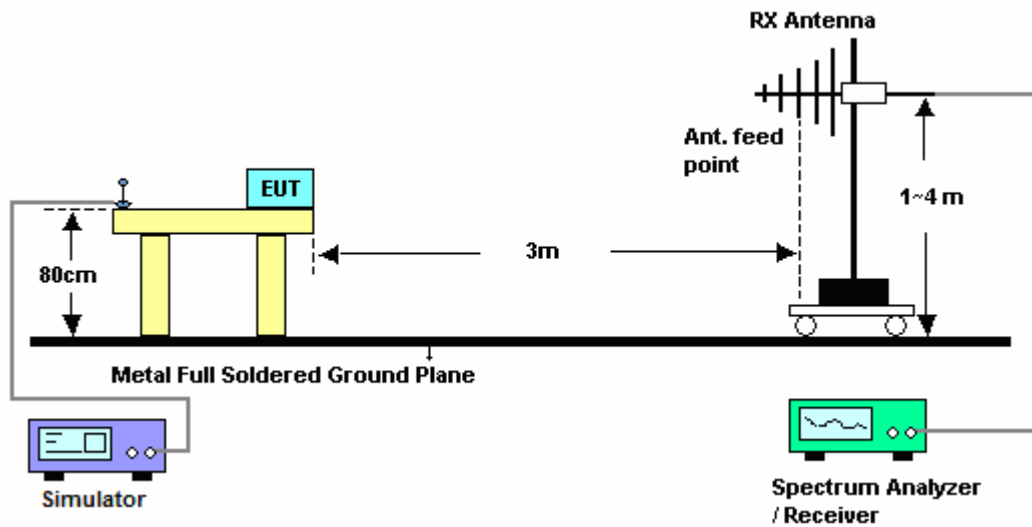 RX Antenna
Ant. feed
point
EUT
1~4 m
3m
80cm
Metal Full Soldered Ground Plane
Simulator
Spectrum Analyzer
/ Receiver